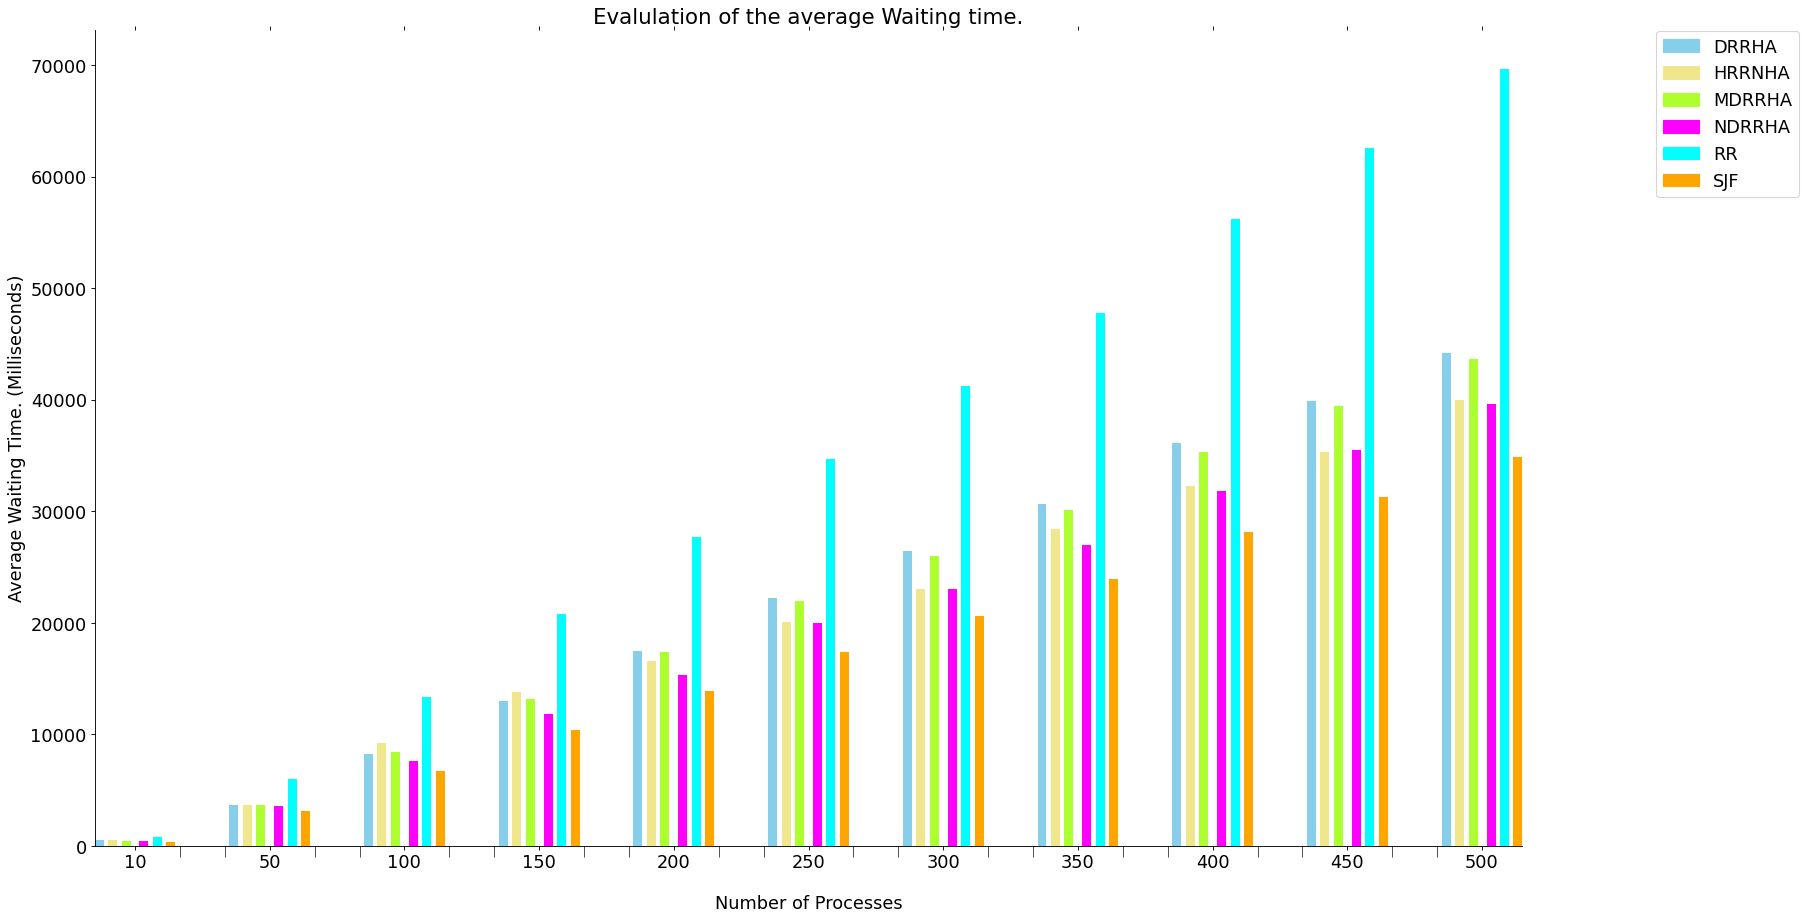 Evalulation of the average Waiting time.
DRRHA
HRRNHA
MDRRHA
NDRRHA
RR
SJF
Average Waiting Time. (Milliseconds)
70000
60000
50000
40000
30000
20000
10000
0
10 50 100 150 200 250 300 350 400 450 500
Number of Processes